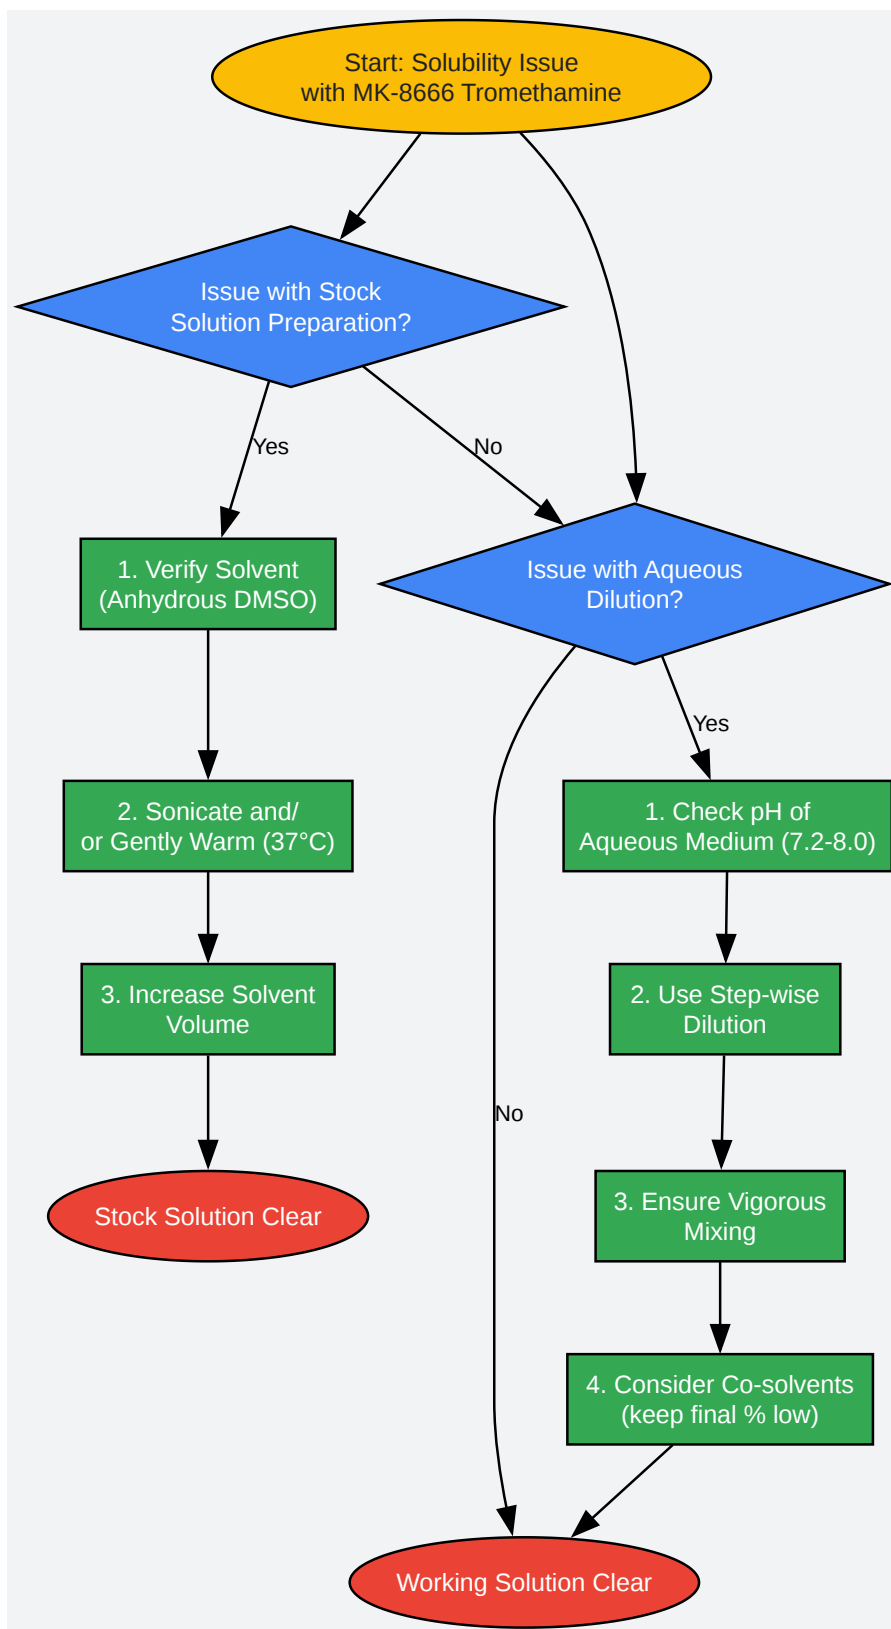 Start: Solubility Issue
with MK-8666 Tromethamine
Issue with Stock
Solution Preparation?
Yes
No
1. Verify Solvent
(Anhydrous DMSO)
Issue with Aqueous
Dilution?
Yes
2. Sonicate and/
or Gently Warm (37°C)
1. Check pH of
Aqueous Medium (7.2-8.0)
3. Increase Solvent
Volume
2. Use Step-wise
Dilution
No
Stock Solution Clear
3. Ensure Vigorous
Mixing
4. Consider Co-solvents
(keep final % low)
Working Solution Clear